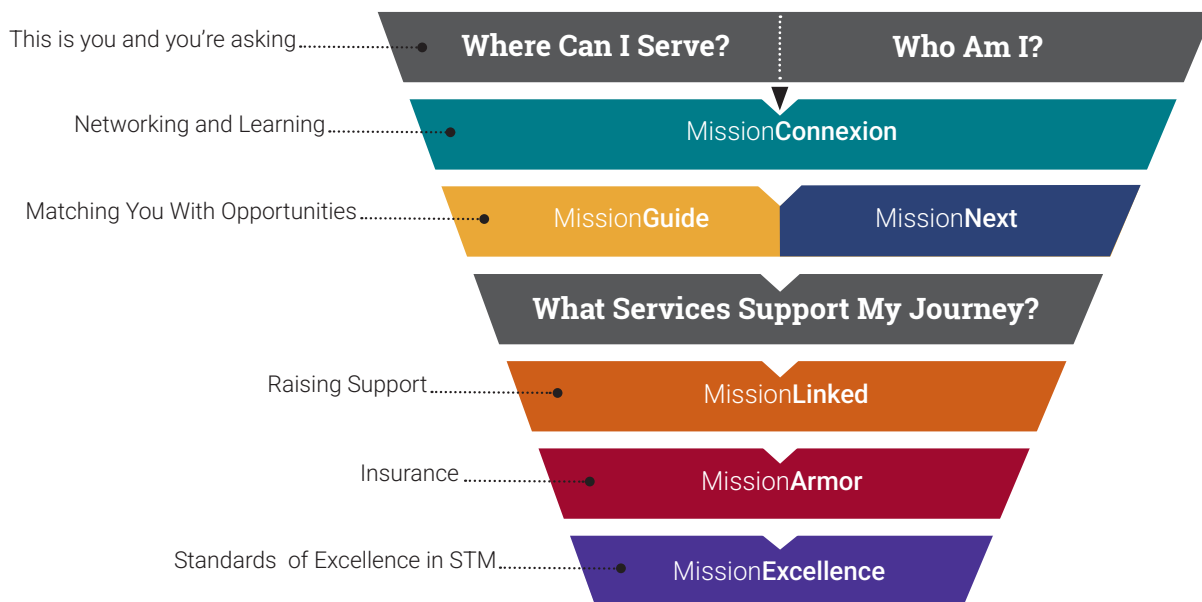 This is you and you’re asking
Where Can I Serve?
Who Am I?
Networking and Learning
MissionConnexion
Matching You With Opportunities
MissionGuide
MissionNext
What Services Support My Journey?
Raising Support
MissionLinked
Insurance
MissionArmor
Standards of Excellence in STM
MissionExcellence